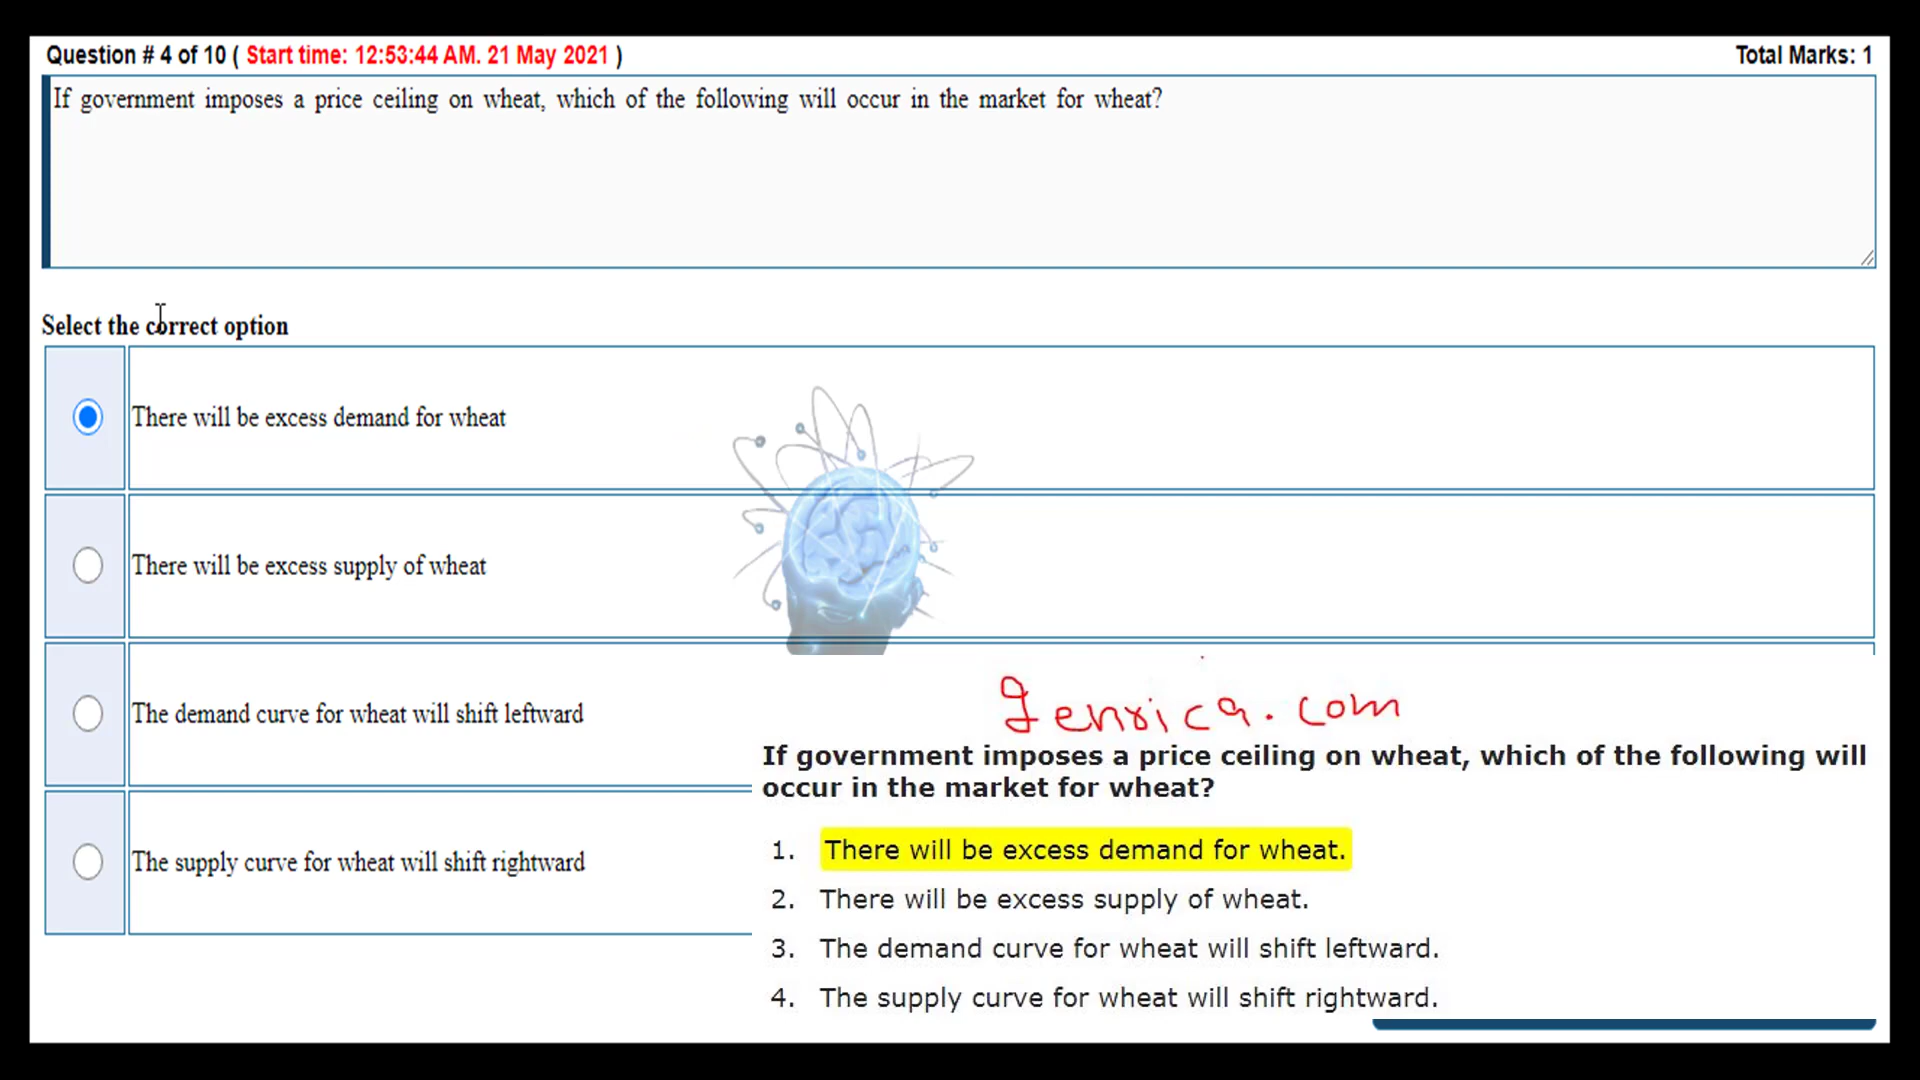 Question # 4 of 10 ( Start time: 12:53:44 AM. 21 May 2021 ) Total Marks: 1
If government imposes a price ceiling on wheat, which of the following will occur in the market for wheat?
Select the correct option
There will be excess demand for wheat
There will be excess supply of wheat
The demand curve for wheat will shift leftward
The supply curve for wheat will shift rightward
Genrica.com
If government imposes a price ceiling on wheat, which of the following will
occur in the market for wheat?
1. There will be excess demand for wheat.
2. There will be excess supply of wheat.
3. The demand curve for wheat will shift leftward.
4. The supply curve for wheat will shift rightward.